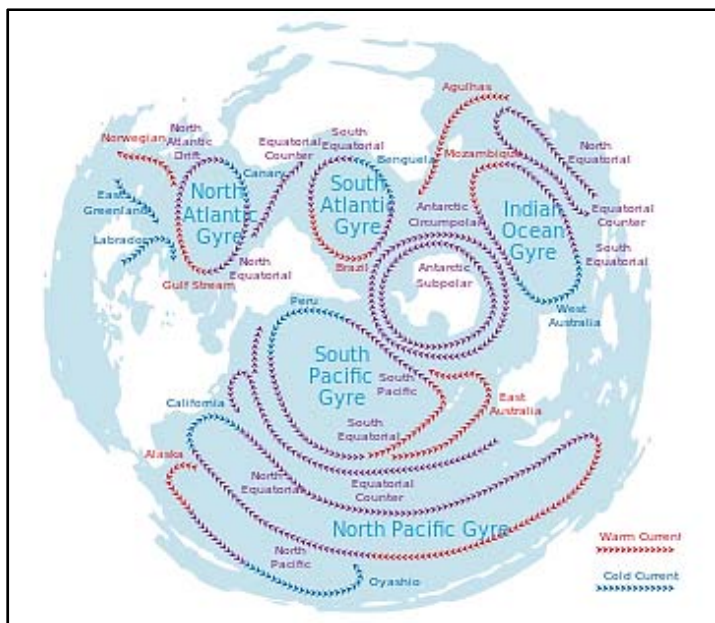 Agulhas
Norwegian
North
Atlantic
Drift
Equatorial
Counter
South
Equatorial
Benguela
Mozambique
North
Equatorial
Canary
East
Greenland
North
Atlantic
Gyre
South
Atlantic
Gyre
Antarctic
Circumpolar
Indian
Ocean
Gyre
Equatorial
Counter
Labrador
North
Equatorial
Gulf Stream
Brazil
Antarctic
Subpolar
South
Equatorial
West
Australia
Peru
South
Pacific
Gyre
South
Pacific
East
Australia
California
South
Equatorial
Alaska
North
Equatorial
Equatorial
Counter
North Pacific Gyre
North
Pacific
Oyashio
Warm Current
Cold Current